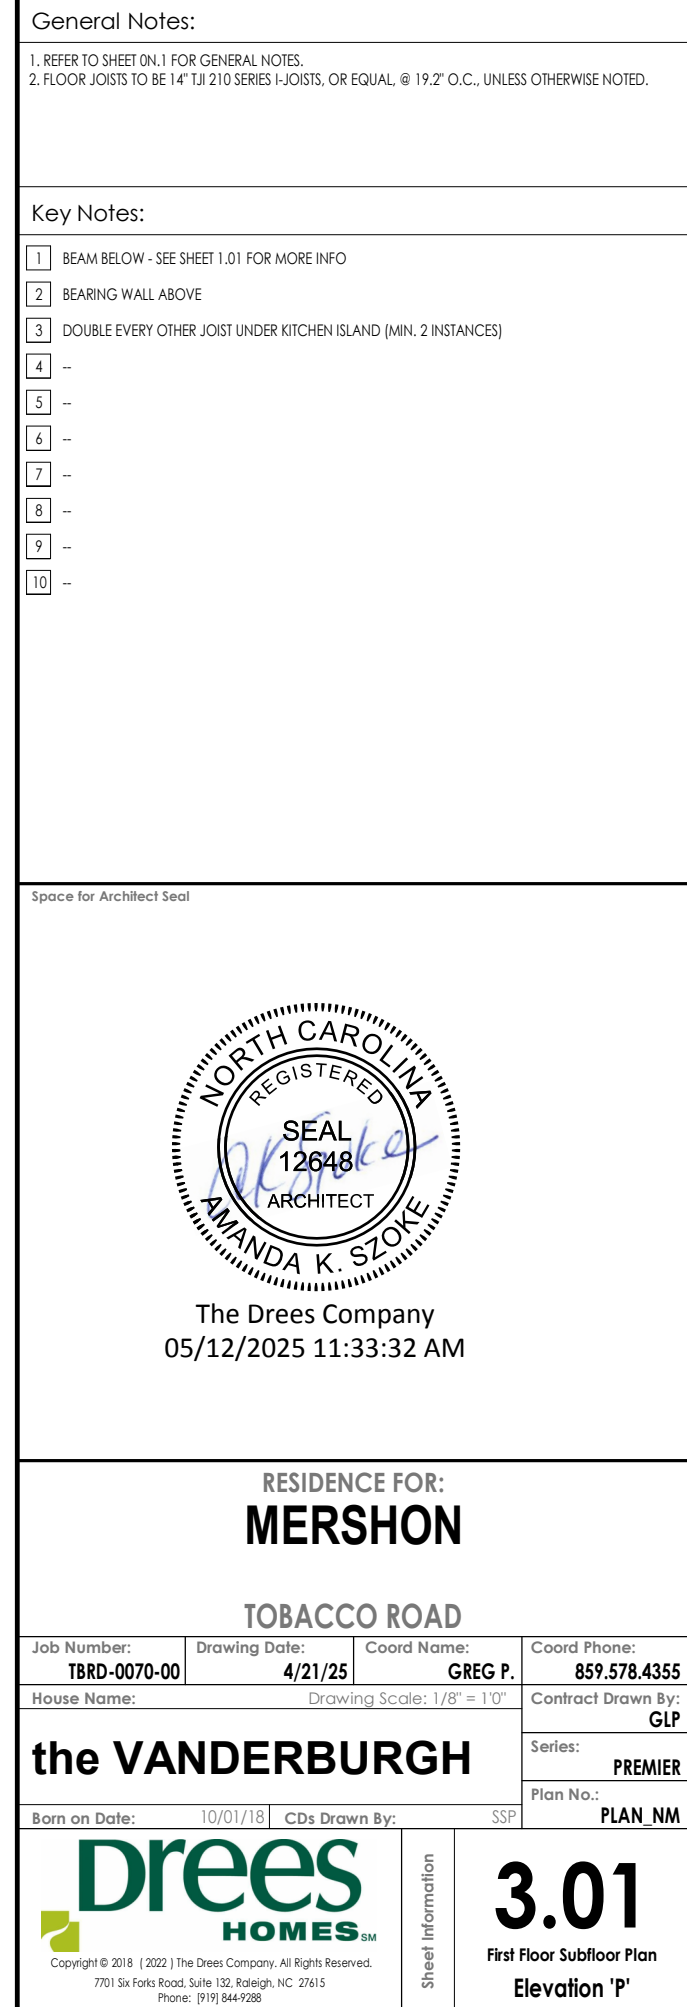 General Notes:
1. REFER TO SHEET 0N.1 FOR GENERAL NOTES.
2. FLOOR JOISTS TO BE 14" TJI 210 SERIES I-JOISTS, OR EQUAL, @ 19.2" O.C., UNLESS OTHERWISE NOTED.
Key Notes:
1 BEAM BELOW - SEE SHEET 1.01 FOR MORE INFO
2 BEARING WALL ABOVE
3 DOUBLE EVERY OTHER JOIST UNDER KITCHEN ISLAND (MIN. 2 INSTANCES)
4 --
5 --
6 --
7 --
8 --
9 --
10 --
Space for Architect Seal
NORTH CAROLINA
REGISTERED
SEAL
12648
ARCHITECT
AMANDA K. SZOKE
The Drees Company
05/12/2025 11:33:32 AM
RESIDENCE FOR:
MERSHON
TOBACCO ROAD
Job Number: Drawing Date: Coord Name: Coord Phone:
TBRD-0070-00 4/21/25 GREG P. 859.578.4355
House Name: Drawing Scale: 1/8" = 1'0" Contract Drawn By:
GLP
the VANDERBURGH
Series:
PREMIER
Plan No.:
PLAN_NM
Born on Date: 10/01/18 CDs Drawn By: SSP
Drees
HOMES SM
Copyright © 2018 ( 2022 ) The Drees Company. All Rights Reserved.
7701 Six Forks Road, Suite 132, Raleigh, NC 27615
Phone: [919] 844-9288
Sheet Information
3.01
First Floor Subfloor Plan
Elevation 'P'